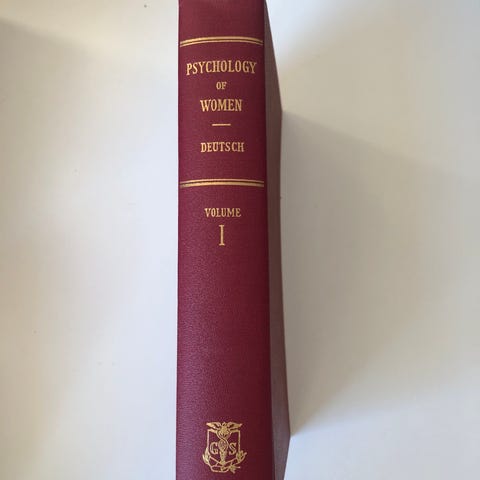 PSYCHOLOGY
OF
WOMEN
DEUTSCH
VOLUME
I
G S